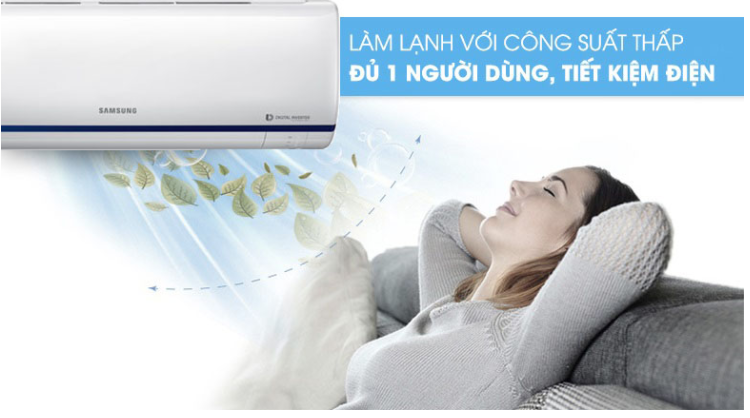 LÀM LẠNH VỚI CÔNG SUẤT THẤP
ĐỦ 1 NGƯỜI DÙNG, TIẾT KIỆM ĐIỆN
SAMSUNG
DIGITAL INVERTER